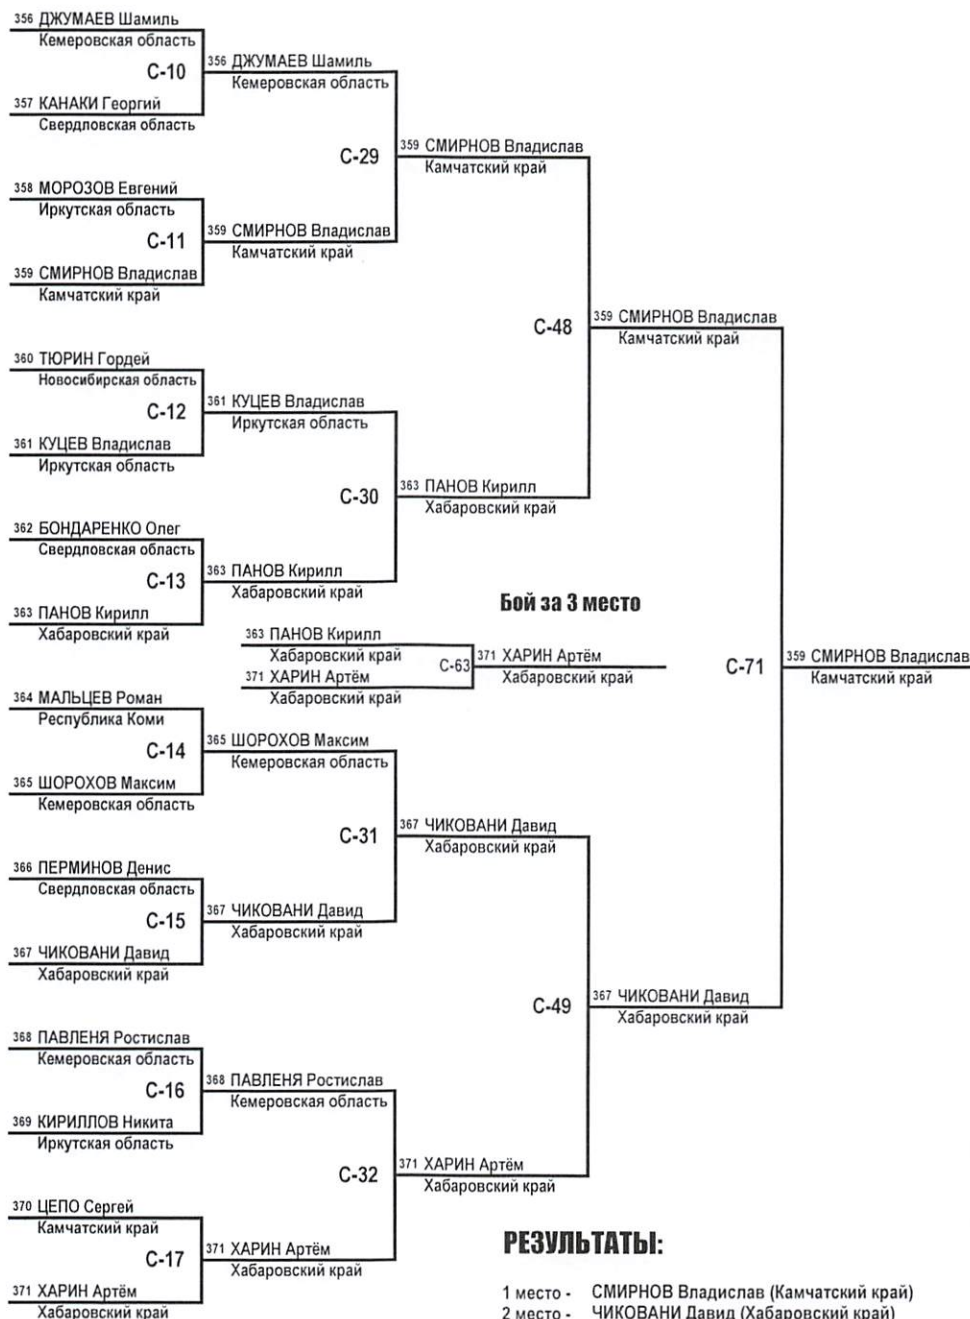 356 ДЖУМАЕВ Шамиль
Кемеровская область
С-10
357 КАНАКИ Георгий
Свердловская область
356 ДЖУМАЕВ Шамиль
Кемеровская область
С-29
358 МОРОЗОВ Евгений
Иркутская область
С-11
359 СМИРНОВ Владислав
Камчатский край
359 СМИРНОВ Владислав
Камчатский край
359 СМИРНОВ Владислав
Камчатский край
С-48
359 СМИРНОВ Владислав
Камчатский край
360 ТЮРИН Гордей
Новосибирская область
С-12
361 КУЦЕВ Владислав
Иркутская область
361 КУЦЕВ Владислав
Иркутская область
С-30
363 ПАНОВ Кирилл
Хабаровский край
362 БОНДАРЕНКО Олег
Свердловская область
С-13
363 ПАНОВ Кирилл
Хабаровский край
363 ПАНОВ Кирилл
Хабаровский край
Бой за 3 место
363 ПАНОВ Кирилл
Хабаровский край
С-63
371 ХАРИН Артём
Хабаровский край
371 ХАРИН Артём
Хабаровский край
С-71
359 СМИРНОВ Владислав
Камчатский край
364 МАЛЬЦЕВ Роман
Республика Коми
С-14
365 ШОРОХОВ Максим
Кемеровская область
365 ШОРОХОВ Максим
Кемеровская область
С-31
367 ЧИКОВАНИ Давид
Хабаровский край
366 ПЕРМИНОВ Денис
Свердловская область
С-15
367 ЧИКОВАНИ Давид
Хабаровский край
367 ЧИКОВАНИ Давид
Хабаровский край
С-49
367 ЧИКОВАНИ Давид
Хабаровский край
368 ПАВЛЕНЯ Ростислав
Кемеровская область
С-16
369 КИРИЛЛОВ Никита
Иркутская область
368 ПАВЛЕНЯ Ростислав
Кемеровская область
С-32
371 ХАРИН Артём
Хабаровский край
370 ЦЕПО Сергей
Камчатский край
С-17
371 ХАРИН Артём
Хабаровский край
371 ХАРИН Артём
Хабаровский край
РЕЗУЛЬТАТЫ:
1 место - СМИРНОВ Владислав (Камчатский край)
2 место - ЧИКОВАНИ Давид (Хабаровский край)